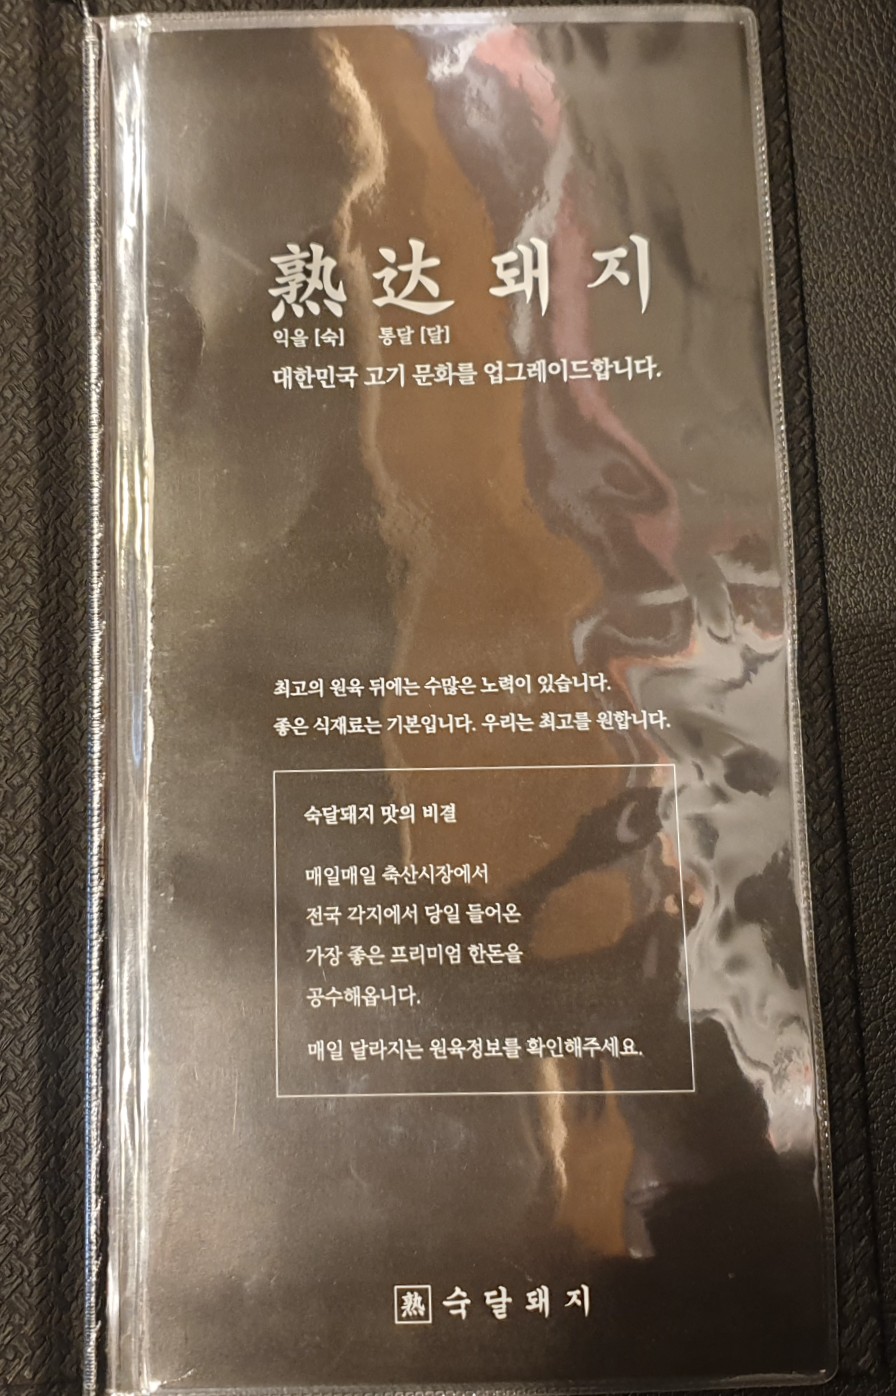 熟达돼지
익을 [숙] 통달 [달]
대한민국 고기 문화를 업그레이드합니다.
최고의 원육 뒤에는 수많은 노력이 있습니다.
좋은 식재료는 기본입니다. 우리는 최고를 원합니다.
숙달돼지 맛의 비결
매일매일 축산시장에서
전국 각지에서 당일 들어온
가장 좋은 프리미엄 한돈을
공수해옵니다.
매일 달라지는 원육정보를 확인해주세요.
熟 숙달돼지